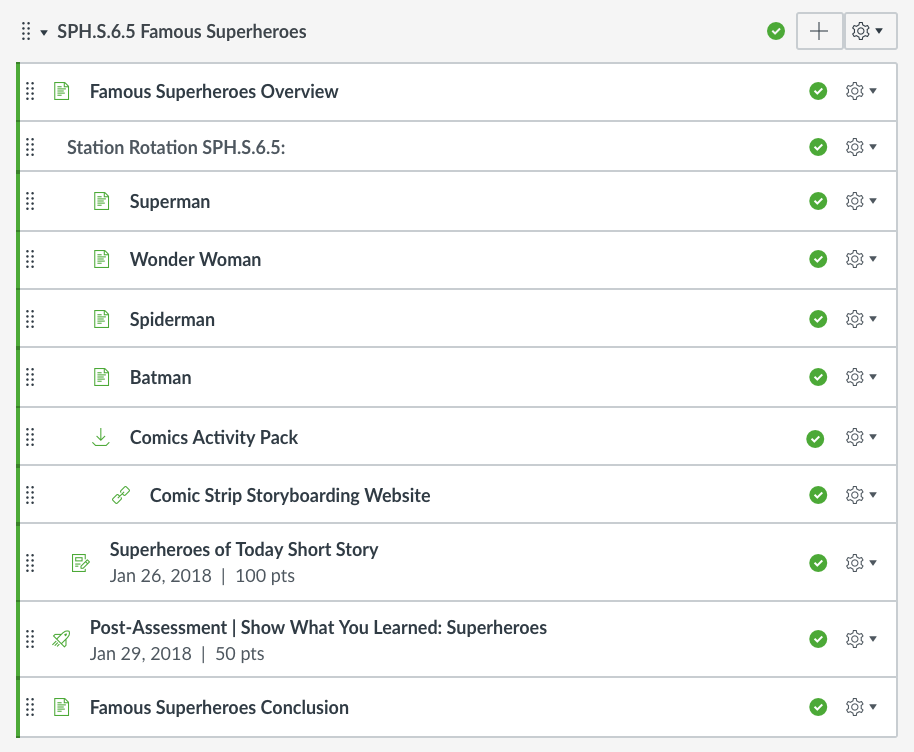 SPH.S.6.5 Famous Superheroes
Famous Superheroes Overview
Station Rotation SPH.S.6.5:
Superman
Wonder Woman
Spiderman
Batman
Comics Activity Pack
Comic Strip Storyboarding Website
Superheroes of Today Short Story
Jan 26, 2018 | 100 pts
Post-Assessment | Show What You Learned: Superheroes
Jan 29, 2018 | 50 pts
Famous Superheroes Conclusion